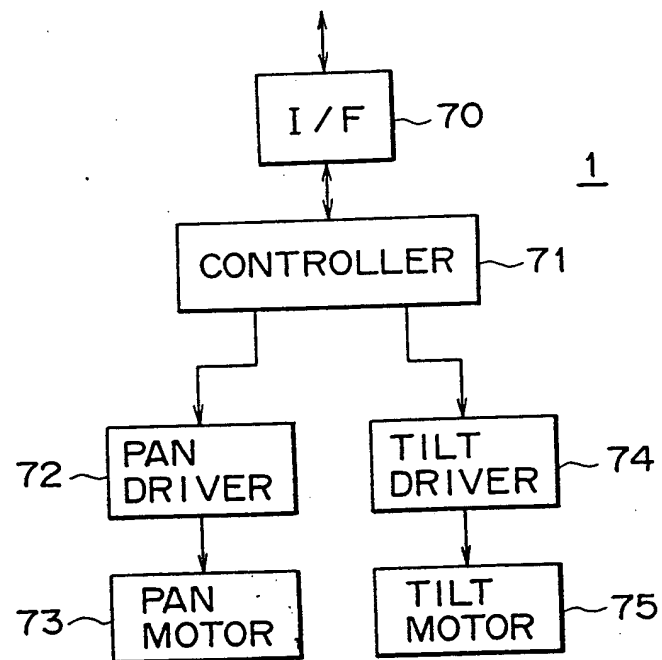 I/F
70
1
CONTROLLER
71
72
PAN
DRIVER
TILT
DRIVER
74
73
PAN
MOTOR
TILT
MOTOR
75